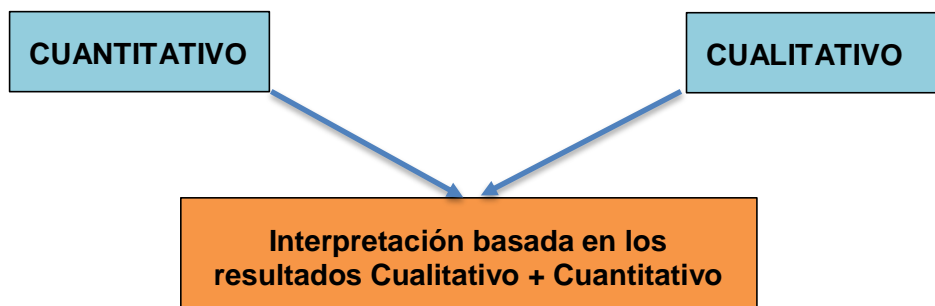 CUANTITATIVO
CUALITATIVO
Interpretación basada en los
resultados Cualitativo + Cuantitativo